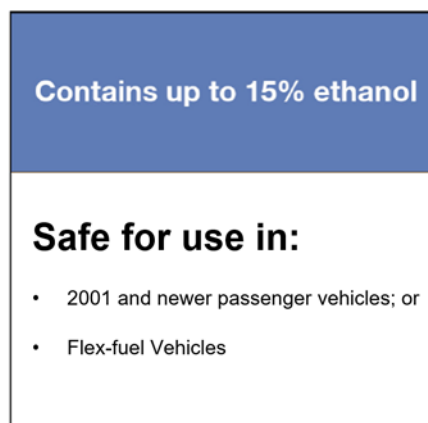 Contains up to 15% ethanol
Safe for use in:
• 2001 and newer passenger vehicles; or
• Flex-fuel Vehicles